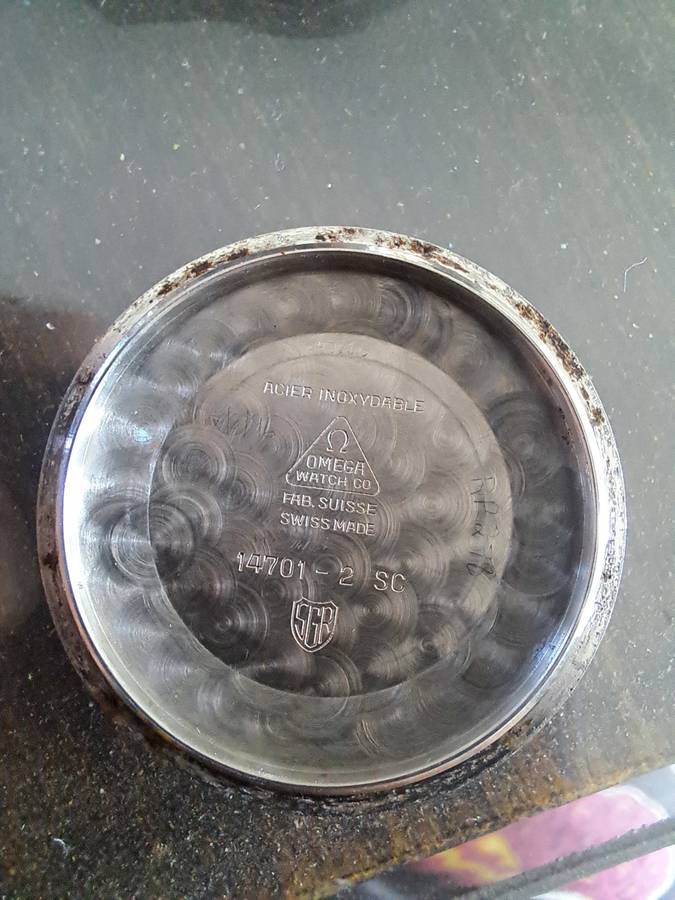 ACIER INOXYDABLE
Ω
OMEGA
WATCH CO
FAB. SUISSE
SWISS MADE
14701 - 2 SC
SGR